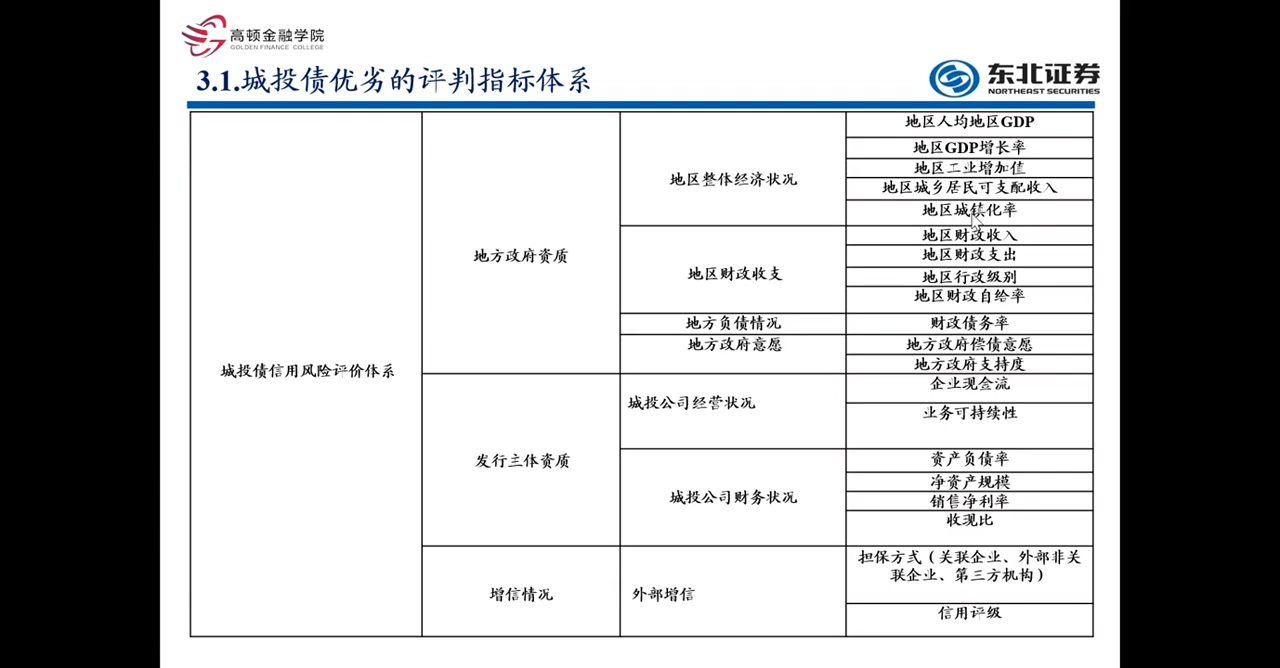 高顿金融学院
GOLDEN FINANCE COLLEGE
3.1.城投债优劣的评判指标体系
东北证券
NORTHEAST SECURITIES
城投债信用风险评价体系
地方政府资质
地区整体经济状况
地区人均地区GDP
地区GDP增长率
地区工业增加值
地区城乡居民可支配收入
地区城镇化率
地区财政收支
地区财政收入
地区财政支出
地区行政级别
地区财政自给率
地方负债情况
财政债务率
地方政府意愿
地方政府偿债意愿
地方政府支持度
发行主体资质
城投公司经营状况
企业现金流
业务可持续性
城投公司财务状况
资产负债率
净资产规模
销售净利率
收现比
增信情况
外部增信
担保方式（关联企业、外部非关
联企业、第三方机构）
信用评级